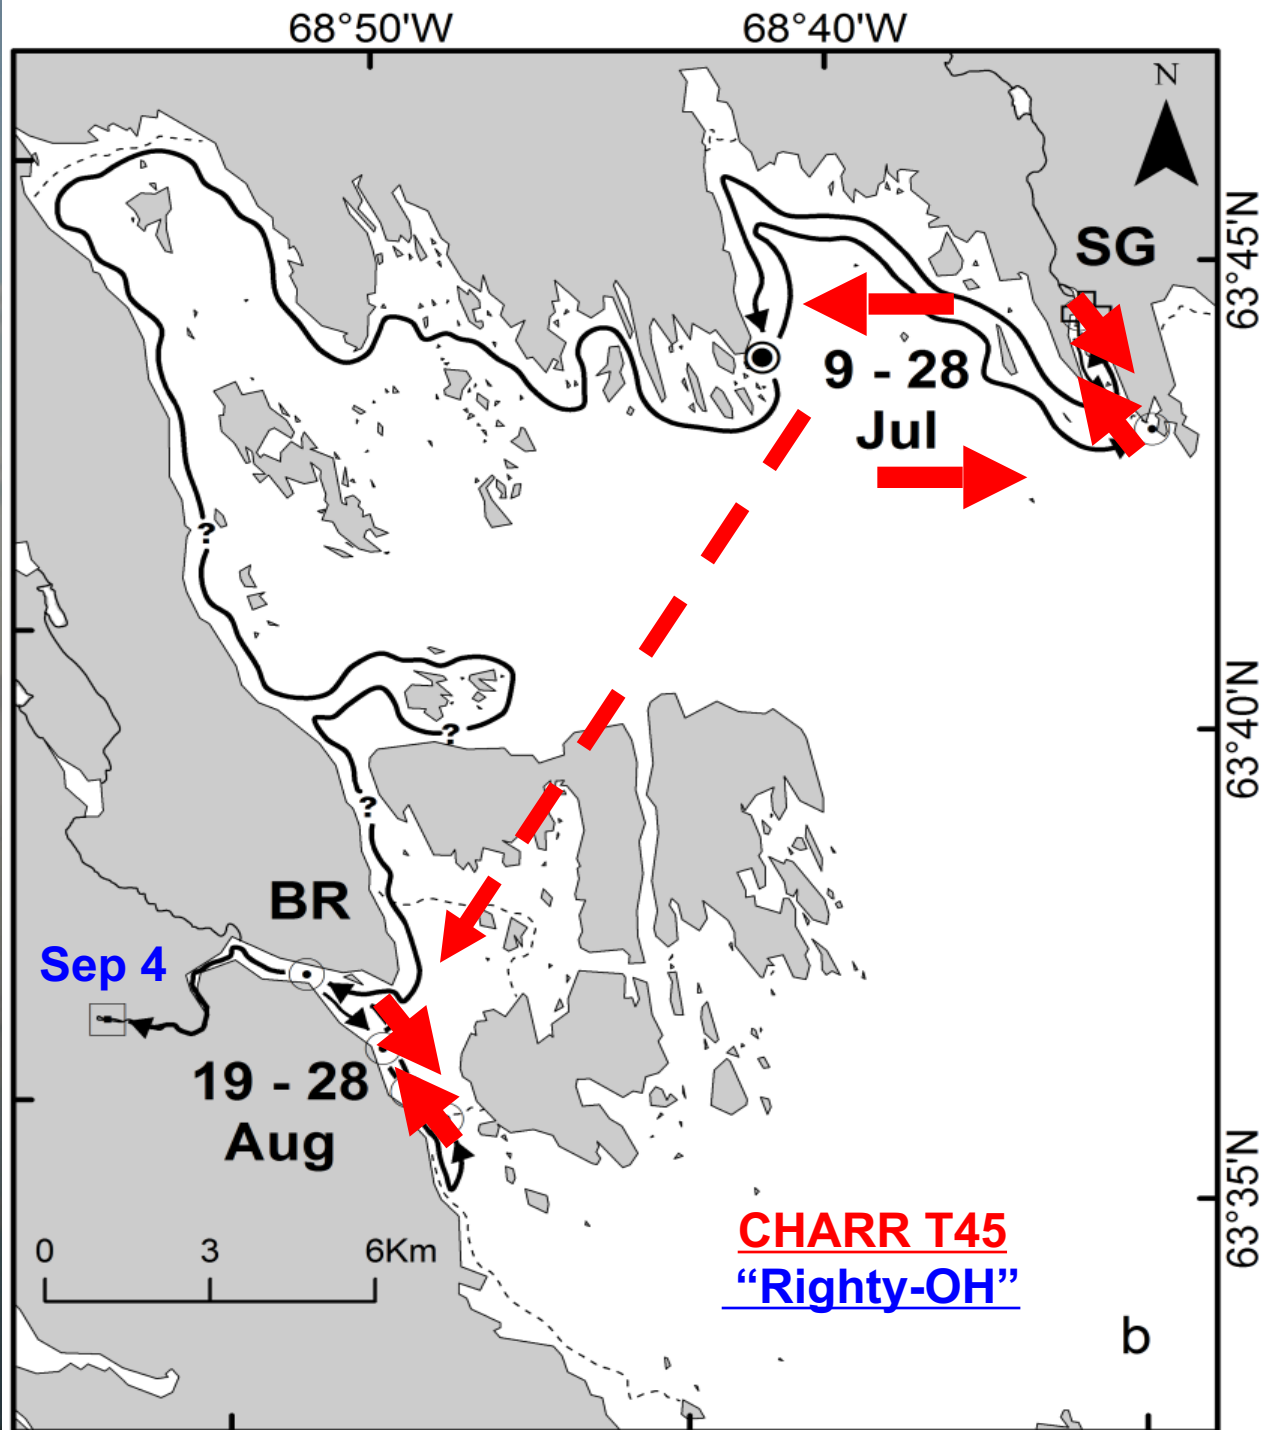 68°50'W
68°40'W
N
63°45'N
SG
9 - 28
Jul
?
?
63°40'N
?
BR
Sep 4
19 - 28
Aug
63°35'N
CHARR T45
“Righty-OH”
0 3 6Km
b